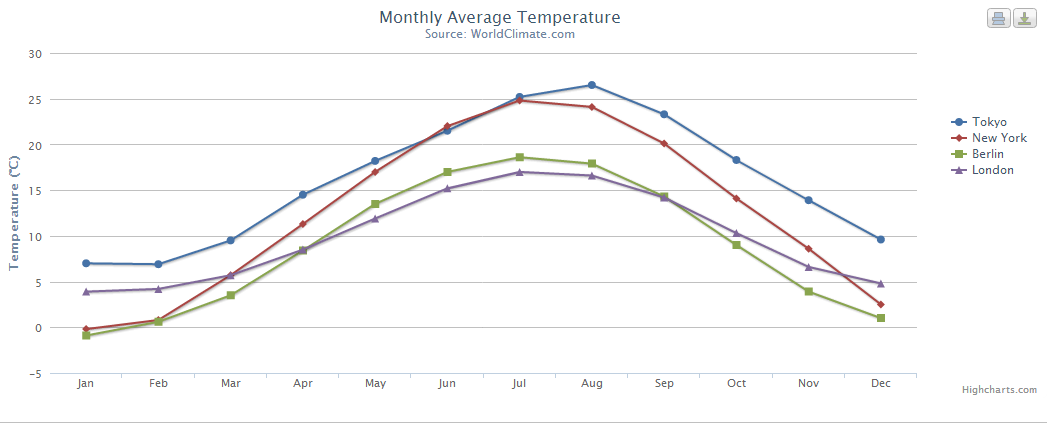 Monthly Average Temperature
Source: WorldClimate.com
Temperature (°C)
30
25
20
15
10
5
0
-5
Jan Feb Mar Apr May Jun Jul Aug Sep Oct Nov Dec
Tokyo
New York
Berlin
London
Highcharts.com